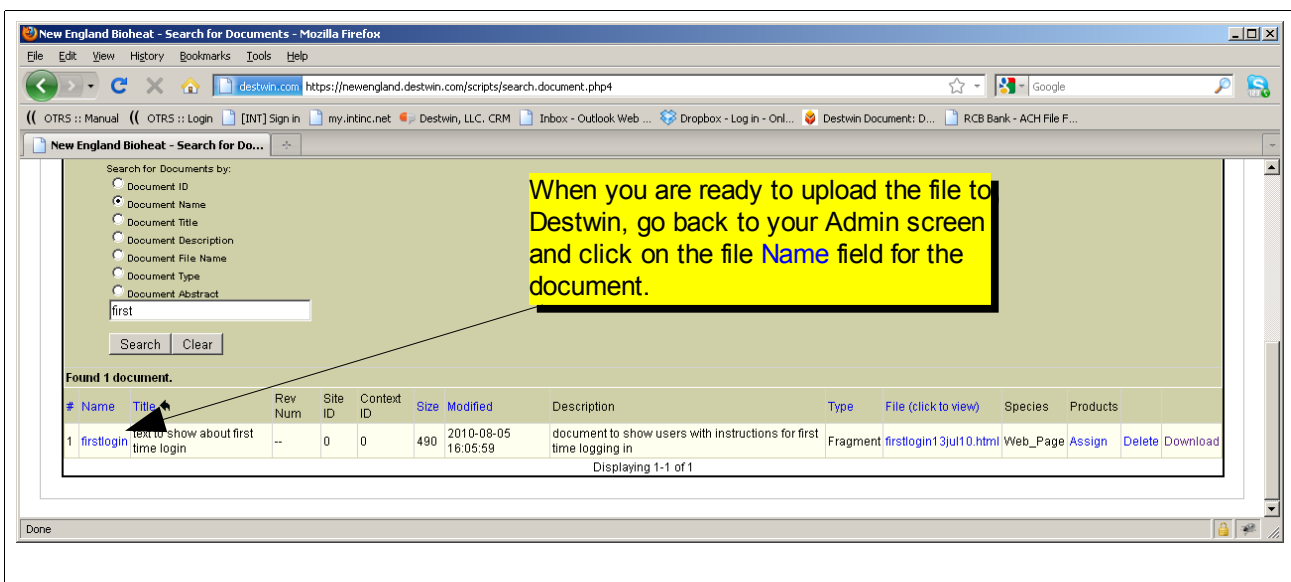 New England Bioheat - Search for Documents - Mozilla Firefox
File Edit View History Bookmarks Tools Help
destwin.com https://newengland.destwin.com/scripts/search.document.php4 Google
OTRS :: Manual OTRS :: Login [INT] Sign in my.intinc.net Destwin, LLC. CRM Inbox - Outlook Web ... Dropbox - Log in - Onl... Destwin Document: D... RCB Bank - ACH File F...
New England Bioheat - Search for Do...
Search for Documents by:
Document ID
Document Name
Document Title
Document Description
Document File Name
Document Type
Document Abstract
first
Search Clear
When you are ready to upload the file to
Destwin, go back to your Admin screen
and click on the file Name field for the
document.
Found 1 document.
# Name Title Rev Num Site ID Context ID Size Modified Description Type File (click to view) Species Products
1 firstlogin text to show about first time login -- 0 0 490 2010-08-05 16:05:59 document to show users with instructions for first time logging in Fragment firstlogin13jul10.html Web_Page Assign Delete Download
Displaying 1-1 of 1
Done